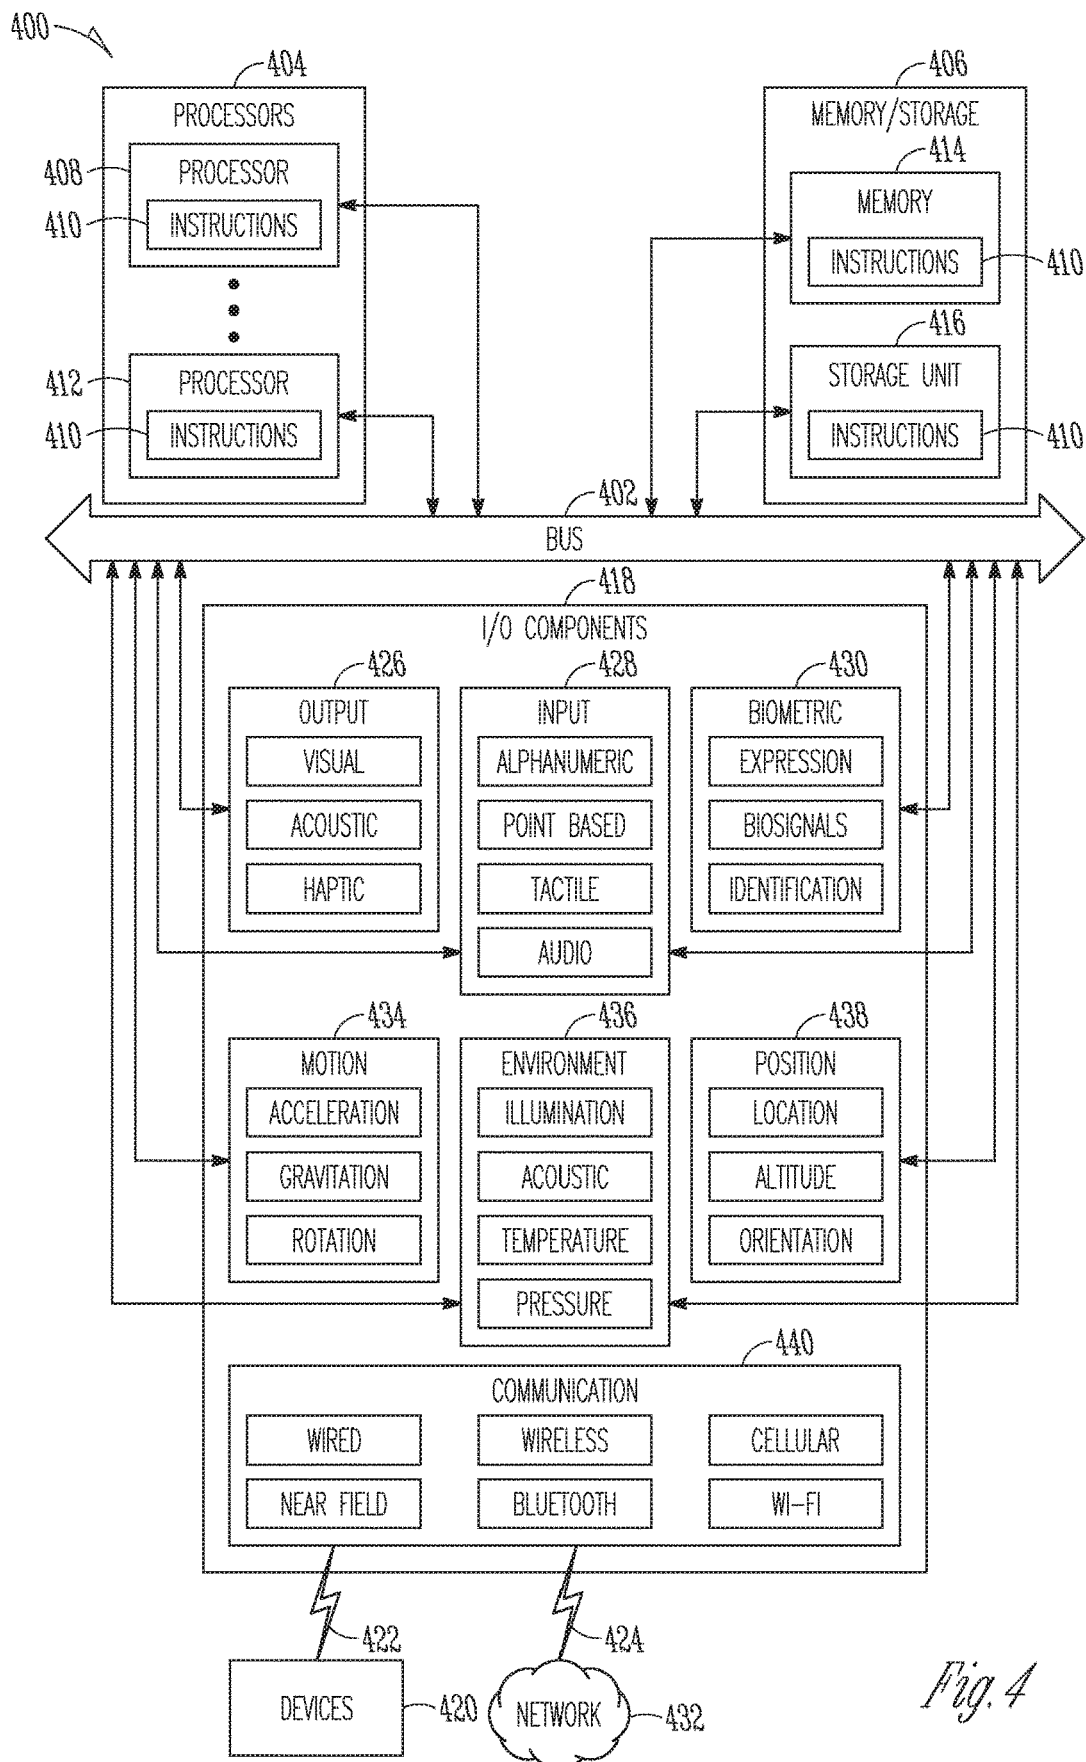 400
404
PROCESSORS
408
PROCESSOR
410
INSTRUCTIONS
412
PROCESSOR
410
INSTRUCTIONS
406
MEMORY/STORAGE
414
MEMORY
INSTRUCTIONS
410
416
STORAGE UNIT
INSTRUCTIONS
410
402
BUS
418
I/O COMPONENTS
426
OUTPUT
VISUAL
ACOUSTIC
HAPTIC
428
INPUT
ALPHANUMERIC
POINT BASED
TACTILE
AUDIO
430
BIOMETRIC
EXPRESSION
BIOSIGNALS
IDENTIFICATION
434
MOTION
ACCELERATION
GRAVITATION
ROTATION
436
ENVIRONMENT
ILLUMINATION
ACOUSTIC
TEMPERATURE
PRESSURE
438
POSITION
LOCATION
ALTITUDE
ORIENTATION
440
COMMUNICATION
WIRED
WIRELESS
CELLULAR
NEAR FIELD
BLUETOOTH
WI-FI
422
424
DEVICES
420
NETWORK
432
Fig. 4